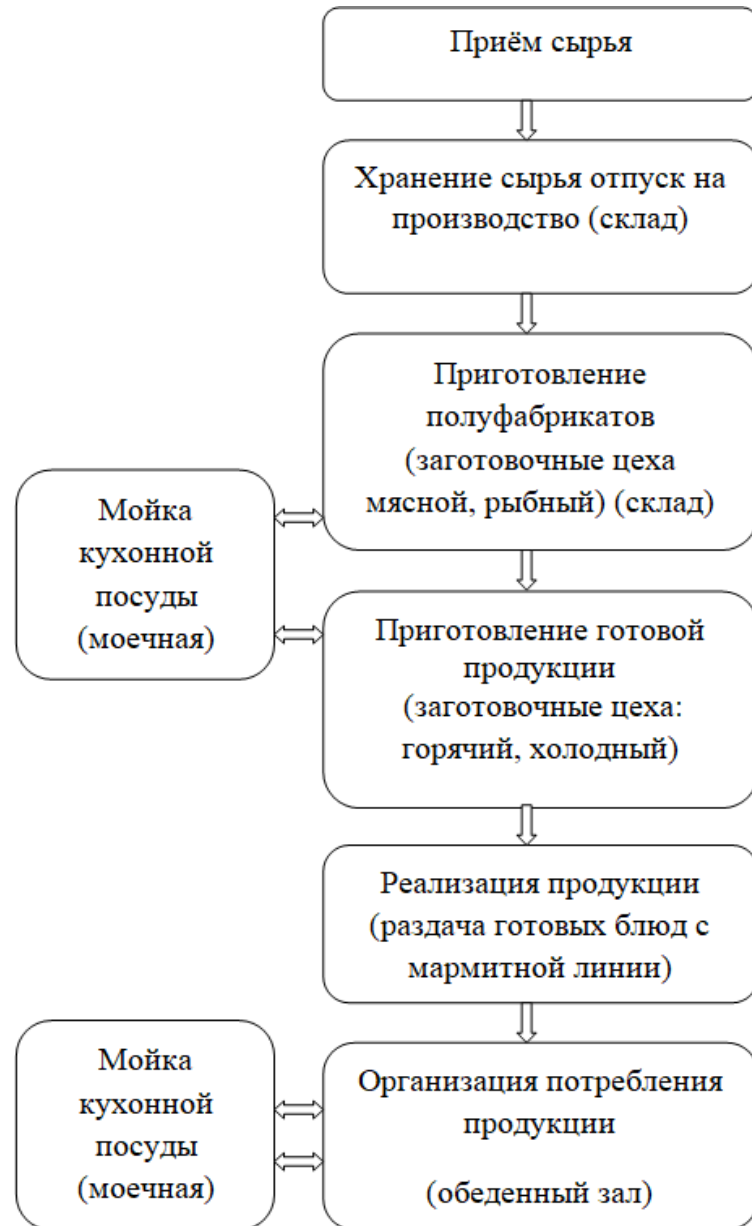 Приём сырья
Хранение сырья отпуск на
производство (склад)
Приготовление
полуфабрикатов
(заготовочные цеха
мясной, рыбный) (склад)
Мойка
кухонной
посуды
(моечная)
Приготовление готовой
продукции
(заготовочные цеха:
горячий, холодный)
Реализация продукции
(раздача готовых блюд с
мармитной линии)
Мойка
кухонной
посуды
(моечная)
Организация потребления
продукции
(обеденный зал)